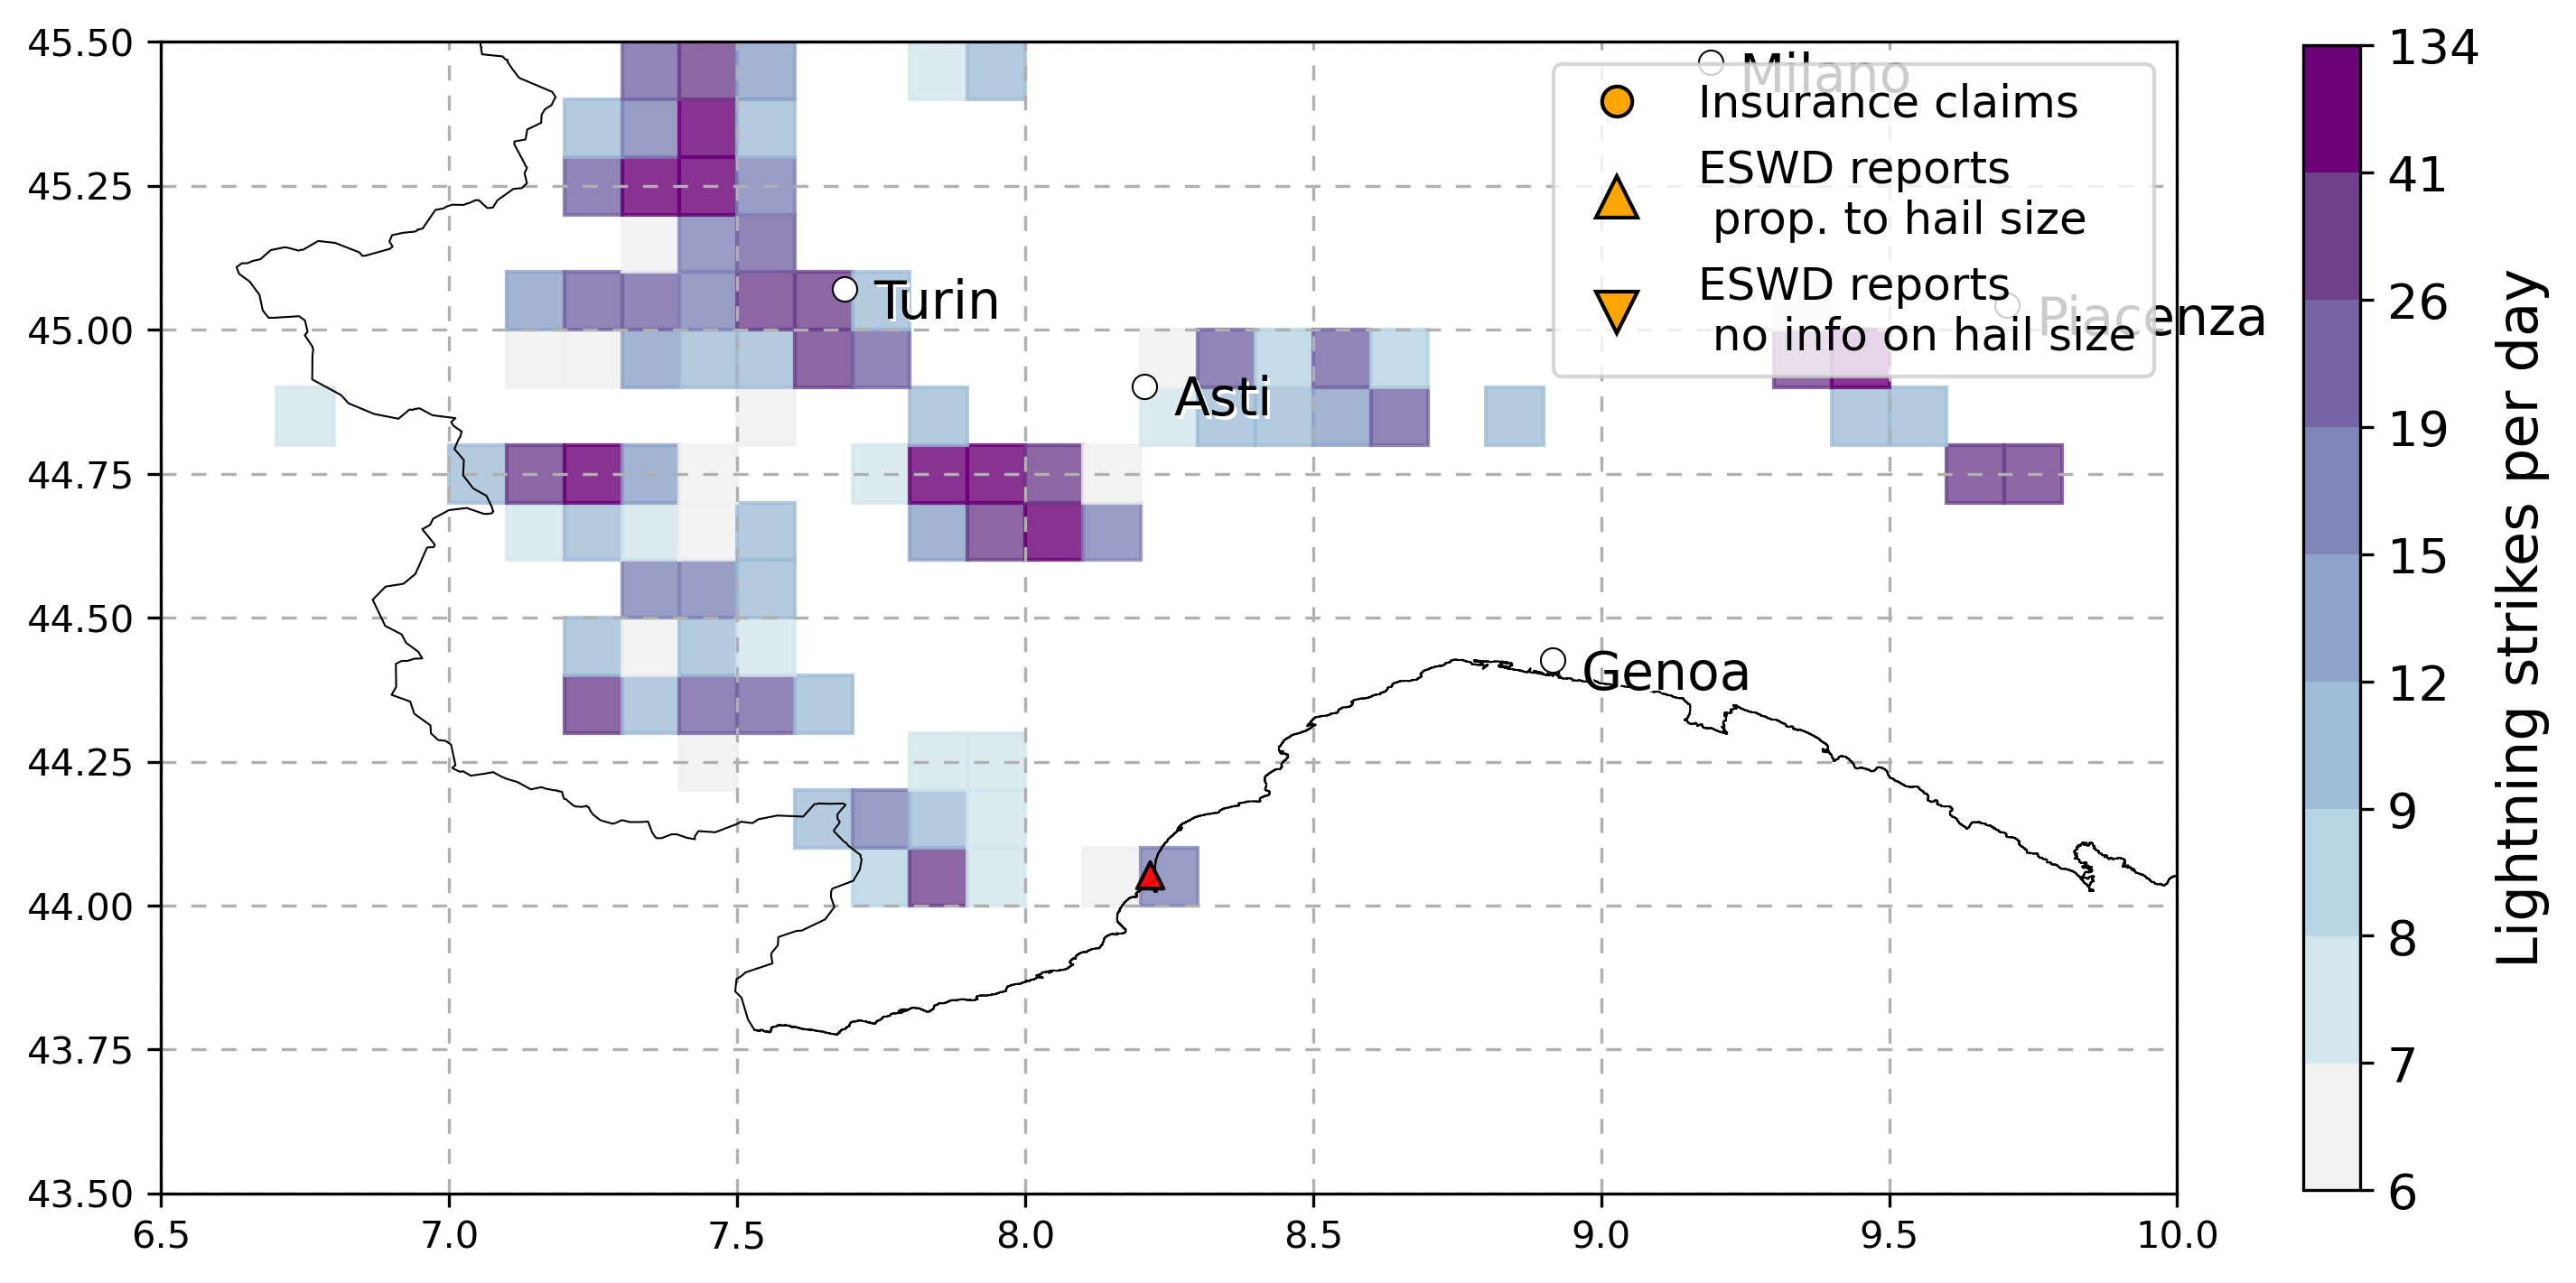 45.50
45.25
45.00
44.75
44.50
44.25
44.00
43.75
43.50
6.5
7.0
7.5
8.0
8.5
9.0
9.5
10.0
Milano
Turin
Asti
Piacenza
Genoa
Insurance claims
ESWD reports
prop. to hail size
ESWD reports
no info on hail size
134
41
26
19
15
12
9
8
7
6
Lightning strikes per day